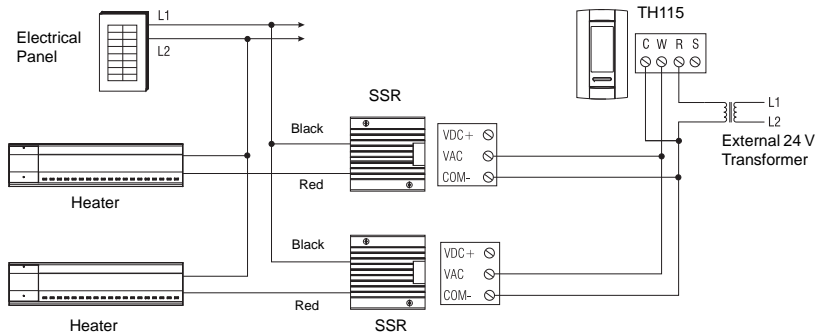 L1
L2
Electrical
Panel
TH115
C W R S
L1
L2
External 24 V
Transformer
SSR
Black
Red
VDC+
VAC
COM-
Heater
Black
Red
VDC+
VAC
COM-
Heater
SSR